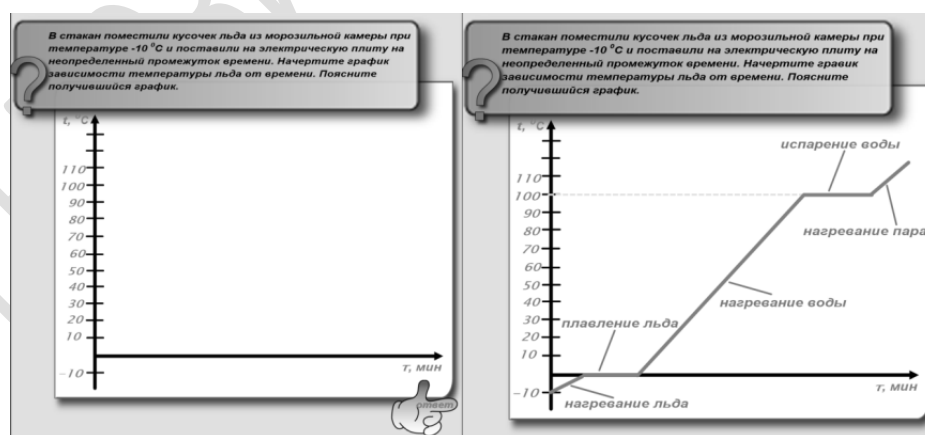 В стакан поместили кусочек льда из морозильной камеры при
температуре -10 °С и поставили на электрическую плиту на
неопределенный промежуток времени. Начертите график
зависимости температуры льда от времени. Поясните
получившийся график.
t, °C
110
100
90
80
70
60
50
40
30
20
10
-10
τ, мин
ответ
В стакан поместили кусочек льда из морозильной камеры при
температуре -10 °С и поставили на электрическую плиту на
неопределенный промежуток времени. Начертите гравик
зависимости температуры льда от времени. Поясните
получившийся график.
t, °C
испарение воды
110
100
90
80
нагревание пара
70
60
50
40
нагревание воды
30
плавление льда
20
10
τ, мин
-10
нагревание льда